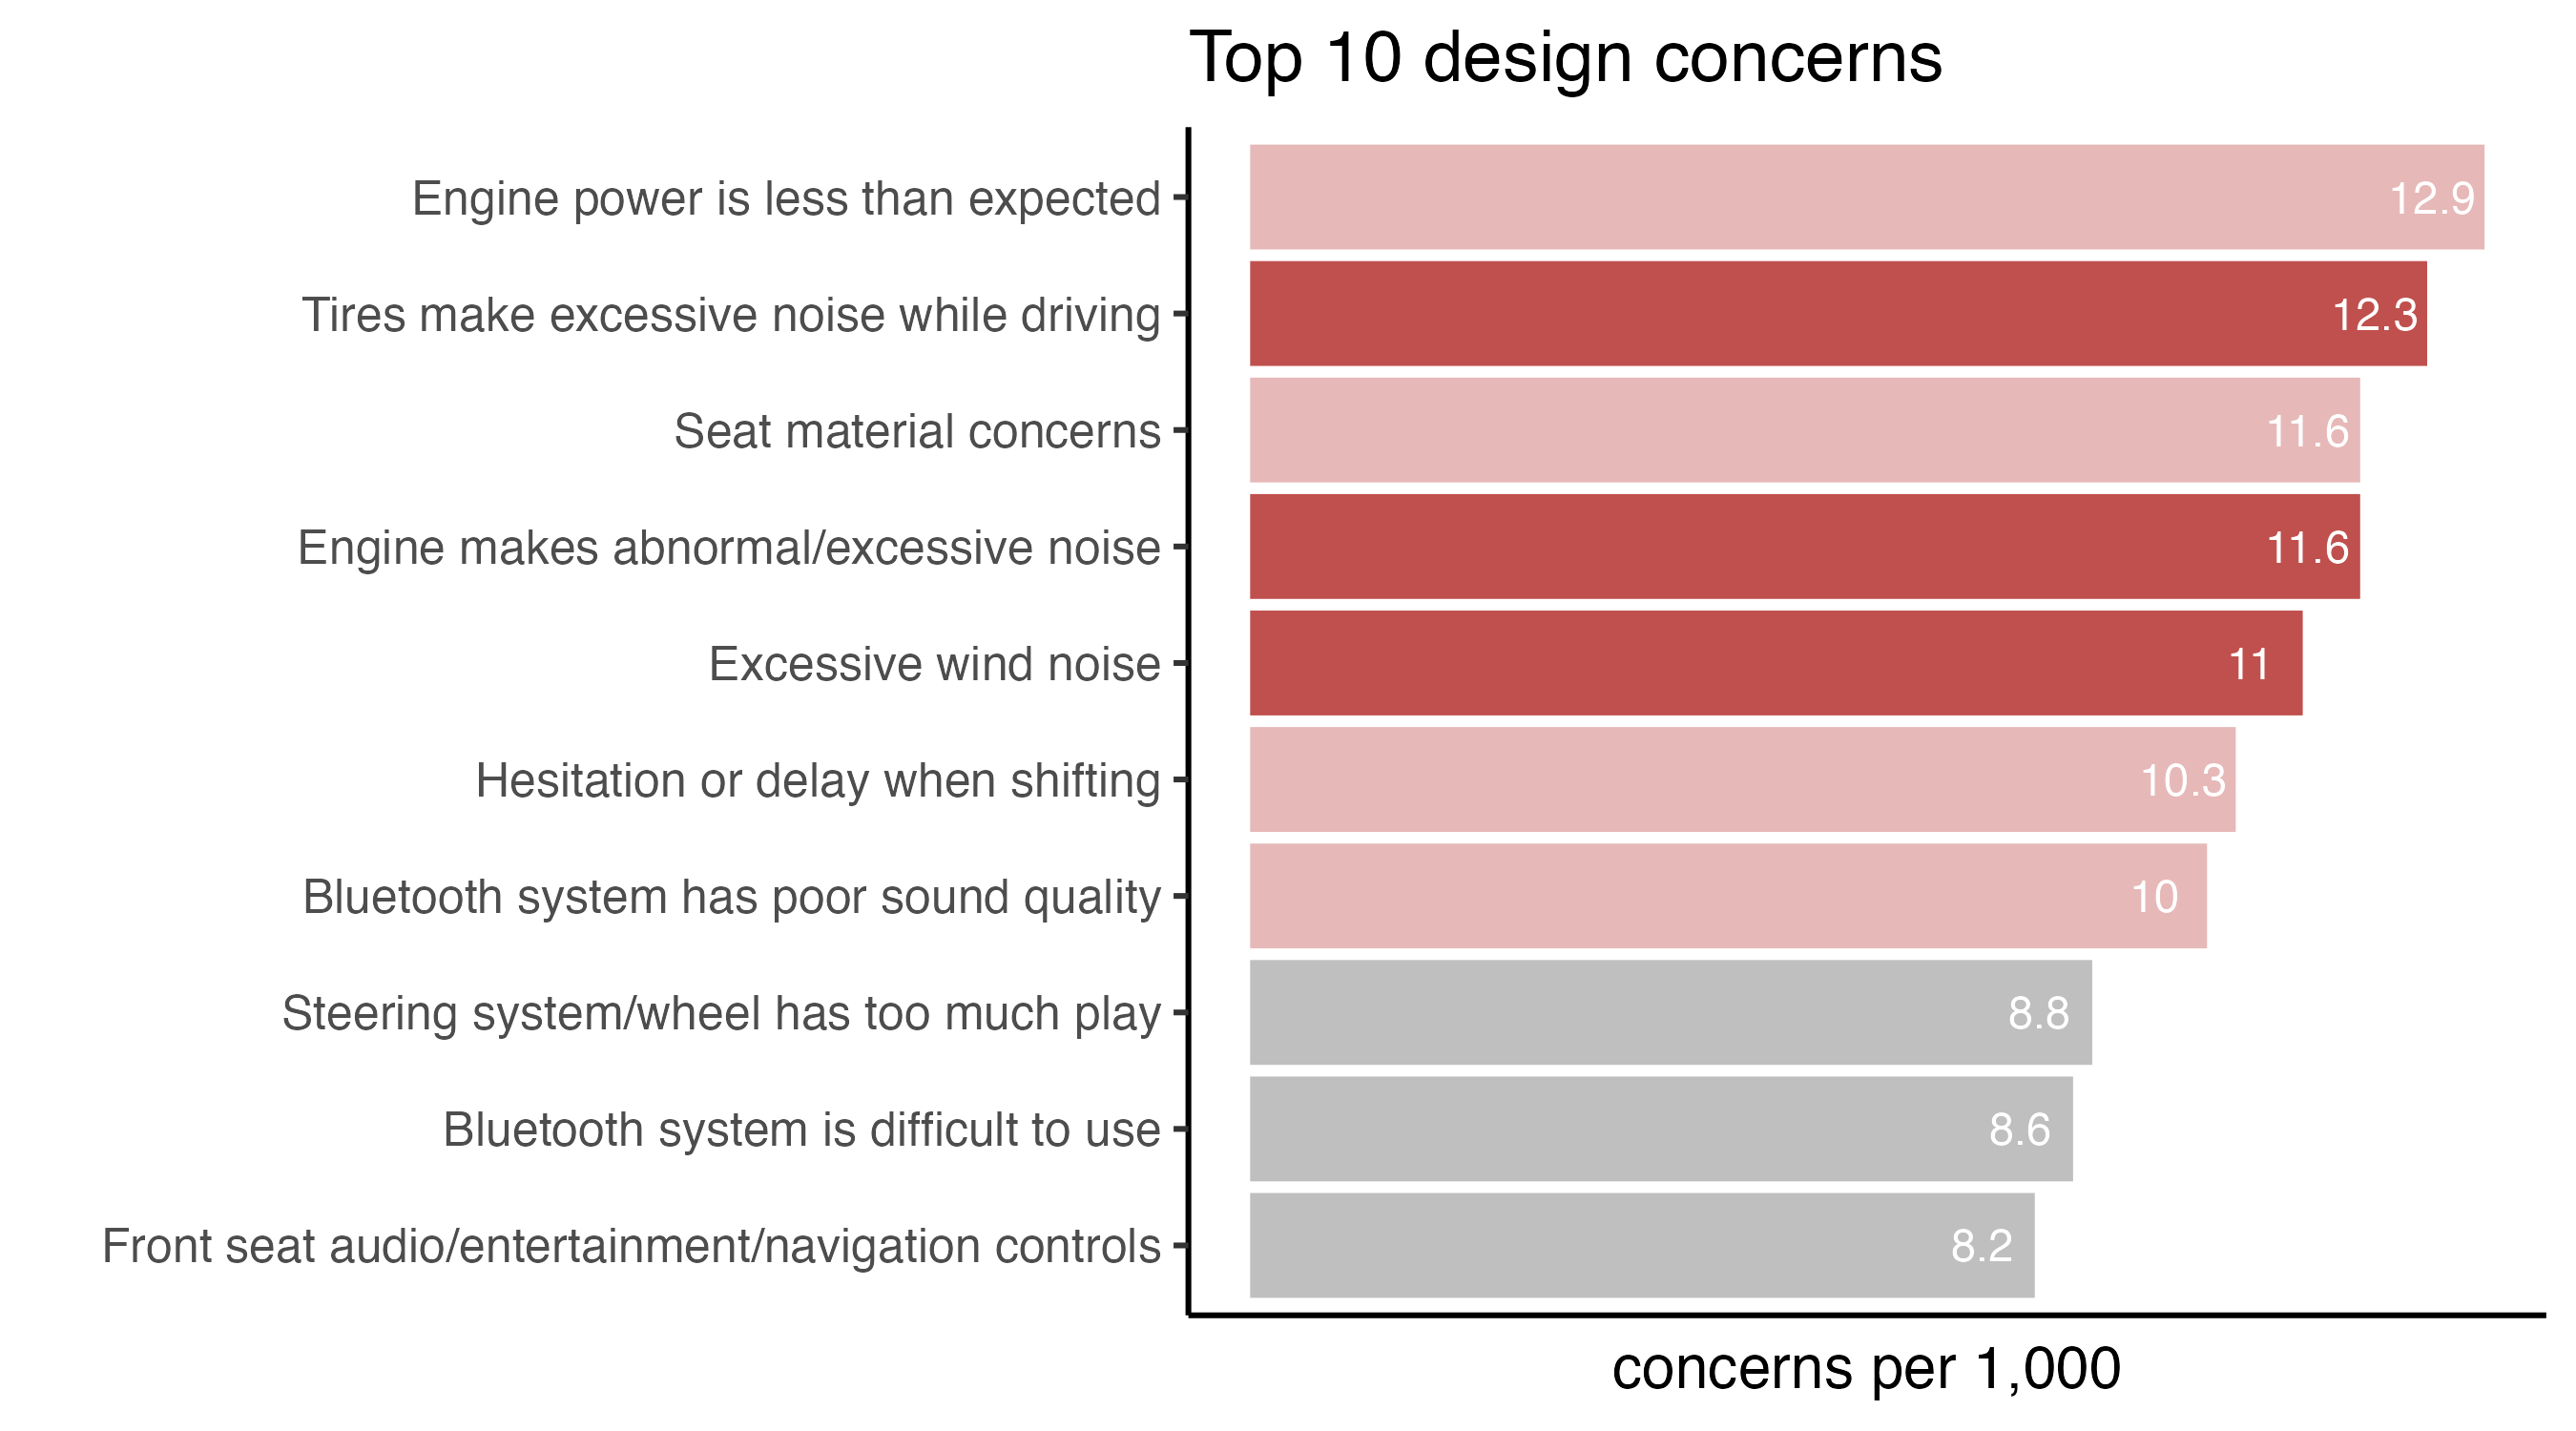 Top 10 design concerns
Engine power is less than expected 12.9
Tires make excessive noise while driving 12.3
Seat material concerns 11.6
Engine makes abnormal/excessive noise 11.6
Excessive wind noise 11
Hesitation or delay when shifting 10.3
Bluetooth system has poor sound quality 10
Steering system/wheel has too much play 8.8
Bluetooth system is difficult to use 8.6
Front seat audio/entertainment/navigation controls 8.2
concerns per 1,000